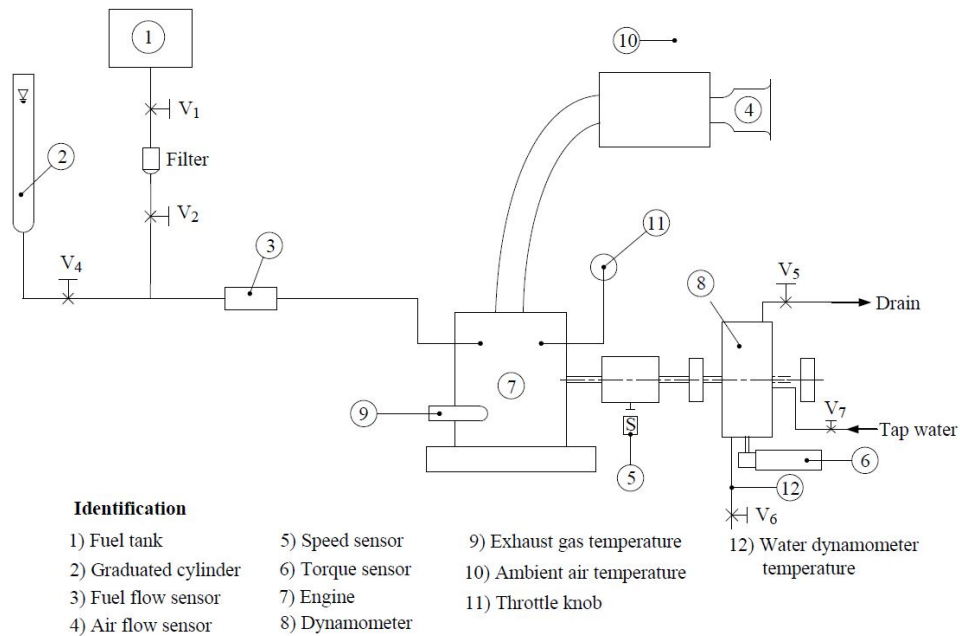 1
10
4
V1
2
Filter
V2
11
3
V4
V5
8
Drain
7
9
V7
Tap water
S
6
5
12
V6
Identification
1) Fuel tank
2) Graduated cylinder
3) Fuel flow sensor
4) Air flow sensor
5) Speed sensor
6) Torque sensor
7) Engine
8) Dynamometer
9) Exhaust gas temperature
10) Ambient air temperature
11) Throttle knob
12) Water dynamometer
temperature